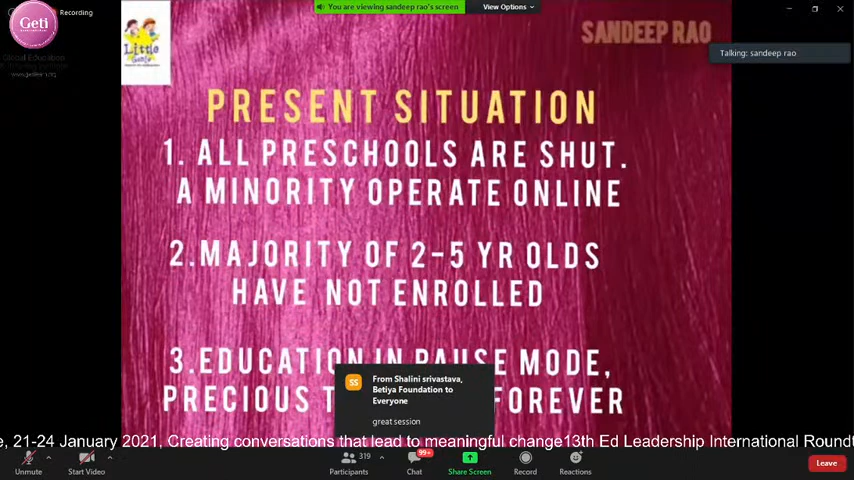 Geti
Recording
www.getilearn.org
Little
You are viewing sandeep rao's screen
View Options
SANDEEP RAO
Talking: sandeep rao
PRESENT SITUATION
1. ALL PRESCHOOLS ARE SHUT.
A MINORITY OPERATE ONLINE
2. MAJORITY OF 2-5 YR OLDS
HAVE NOT ENROLLED
3. EDUCATION IN PAUSE MODE,
PRECIOUS T FOREVER
SS
From Shalini srivastava,
Betiya Foundation to
Everyone
great session
e, 21-24 January 2021, Creating conversations that lead to meaningful change13th Ed Leadership International Round
Unmute
Start Video
319
Participants
99+
Chat
Share Screen
Record
Reactions
Leave